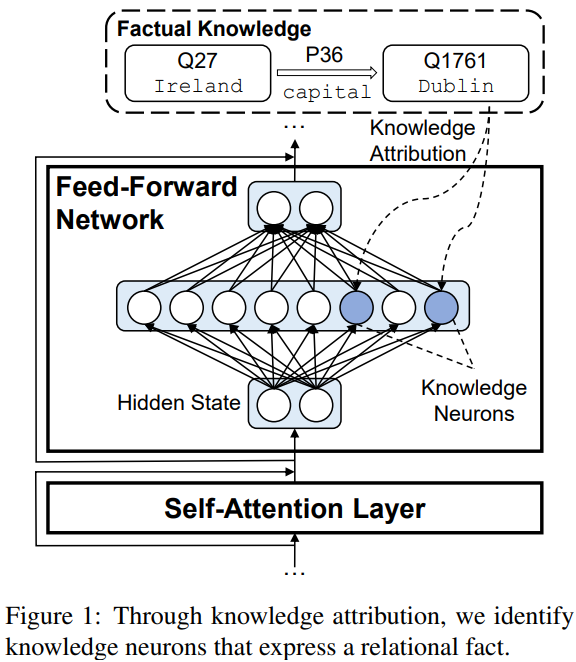 Factual Knowledge
Q27
Ireland
P36
capital
Q1761
Dublin
...
Knowledge
Attribution
Feed-Forward
Network
Hidden State
Knowledge
Neurons
Self-Attention Layer
...
Figure 1: Through knowledge attribution, we identify
knowledge neurons that express a relational fact.